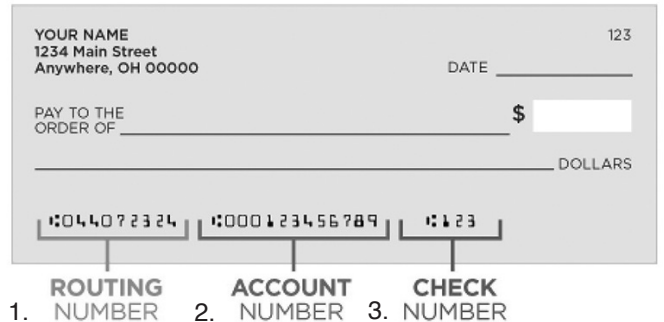 YOUR NAME 123
1234 Main Street
Anywhere, OH 00000
DATE
PAY TO THE
ORDER OF $
DOLLARS
⑆044072324 ⑆000123456789 ⑆123
ROUTING ACCOUNT CHECK
1. NUMBER 2. NUMBER 3. NUMBER